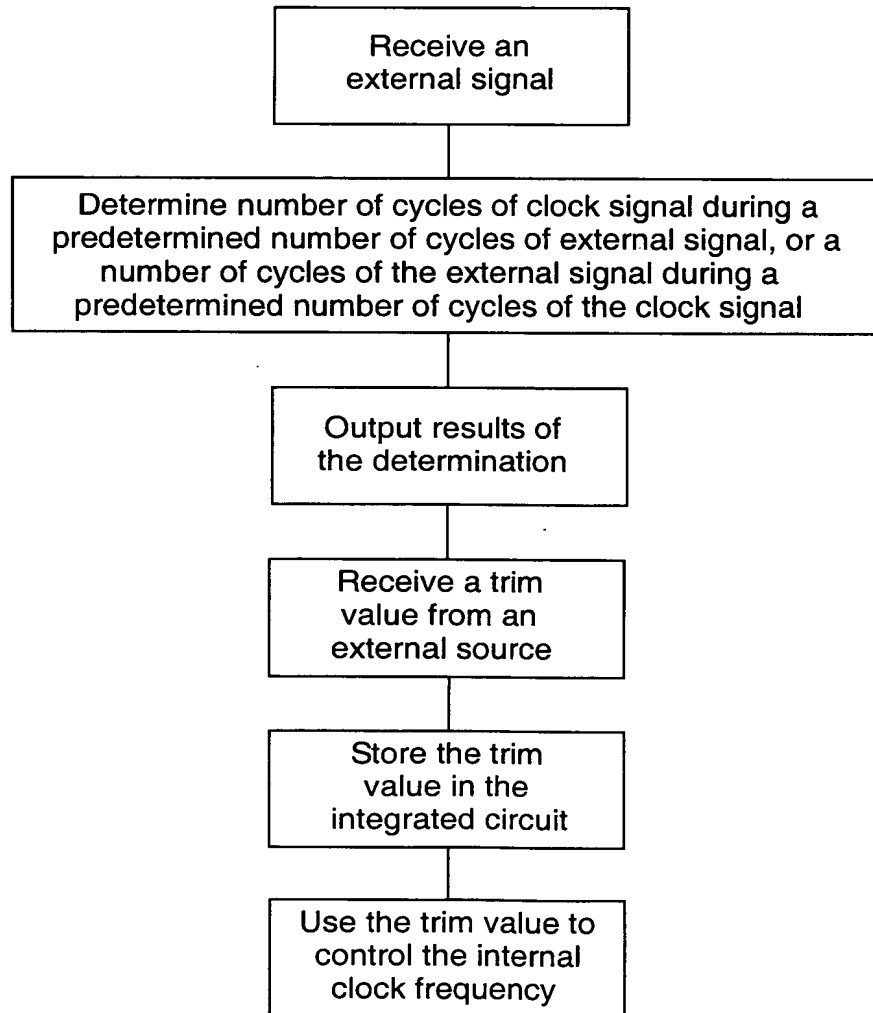 Receive an
external signal
Determine number of cycles of clock signal during a
predetermined number of cycles of external signal, or a
number of cycles of the external signal during a
predetermined number of cycles of the clock signal
Output results of
the determination
Receive a trim
value from an
external source
Store the trim
value in the
integrated circuit
Use the trim value to
control the internal
clock frequency